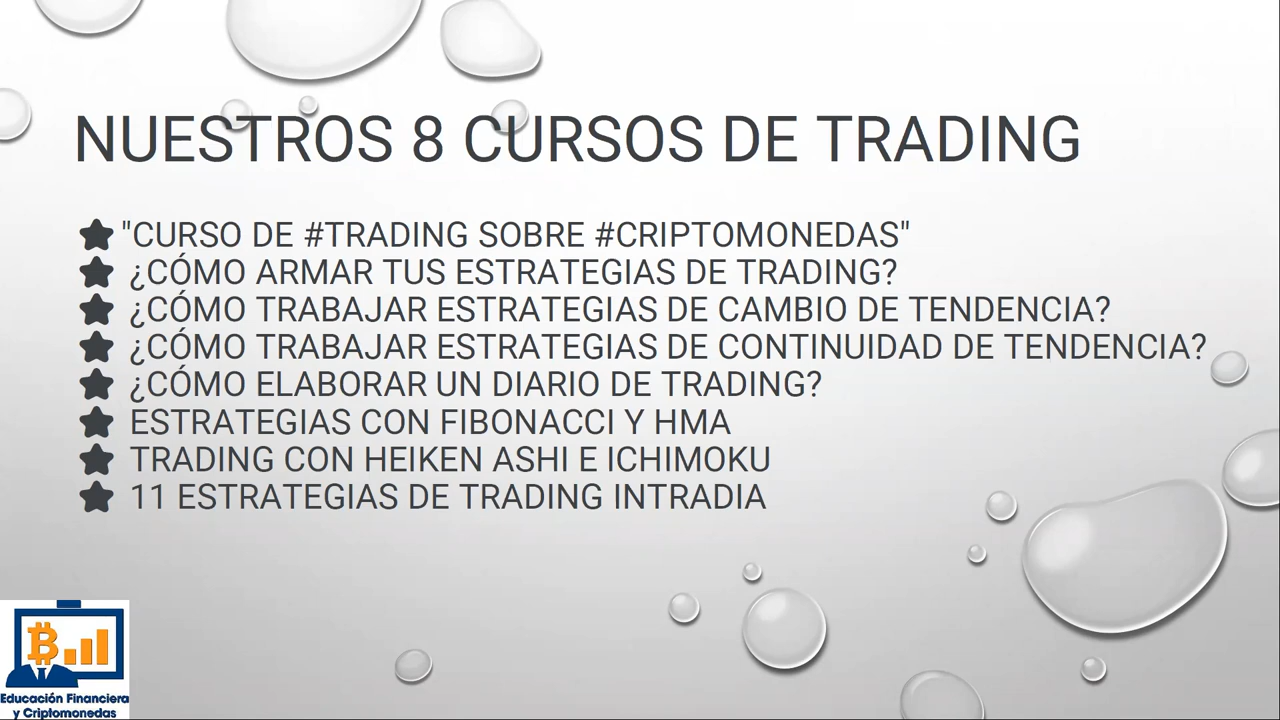 NUESTROS 8 CURSOS DE TRADING
"CURSO DE #TRADING SOBRE #CRIPTOMONEDAS"
¿CÓMO ARMAR TUS ESTRATEGIAS DE TRADING?
¿CÓMO TRABAJAR ESTRATEGIAS DE CAMBIO DE TENDENCIA?
¿CÓMO TRABAJAR ESTRATEGIAS DE CONTINUIDAD DE TENDENCIA?
¿CÓMO ELABORAR UN DIARIO DE TRADING?
ESTRATEGIAS CON FIBONACCI Y HMA
TRADING CON HEIKEN ASHI E ICHIMOKU
11 ESTRATEGIAS DE TRADING INTRADIA
Educación Financiera
y Criptomonedas